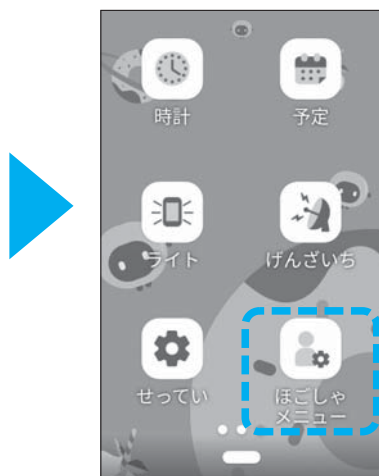 時計
予定
ライト
げんざいち
せってい
ほごしゃ
メニュー